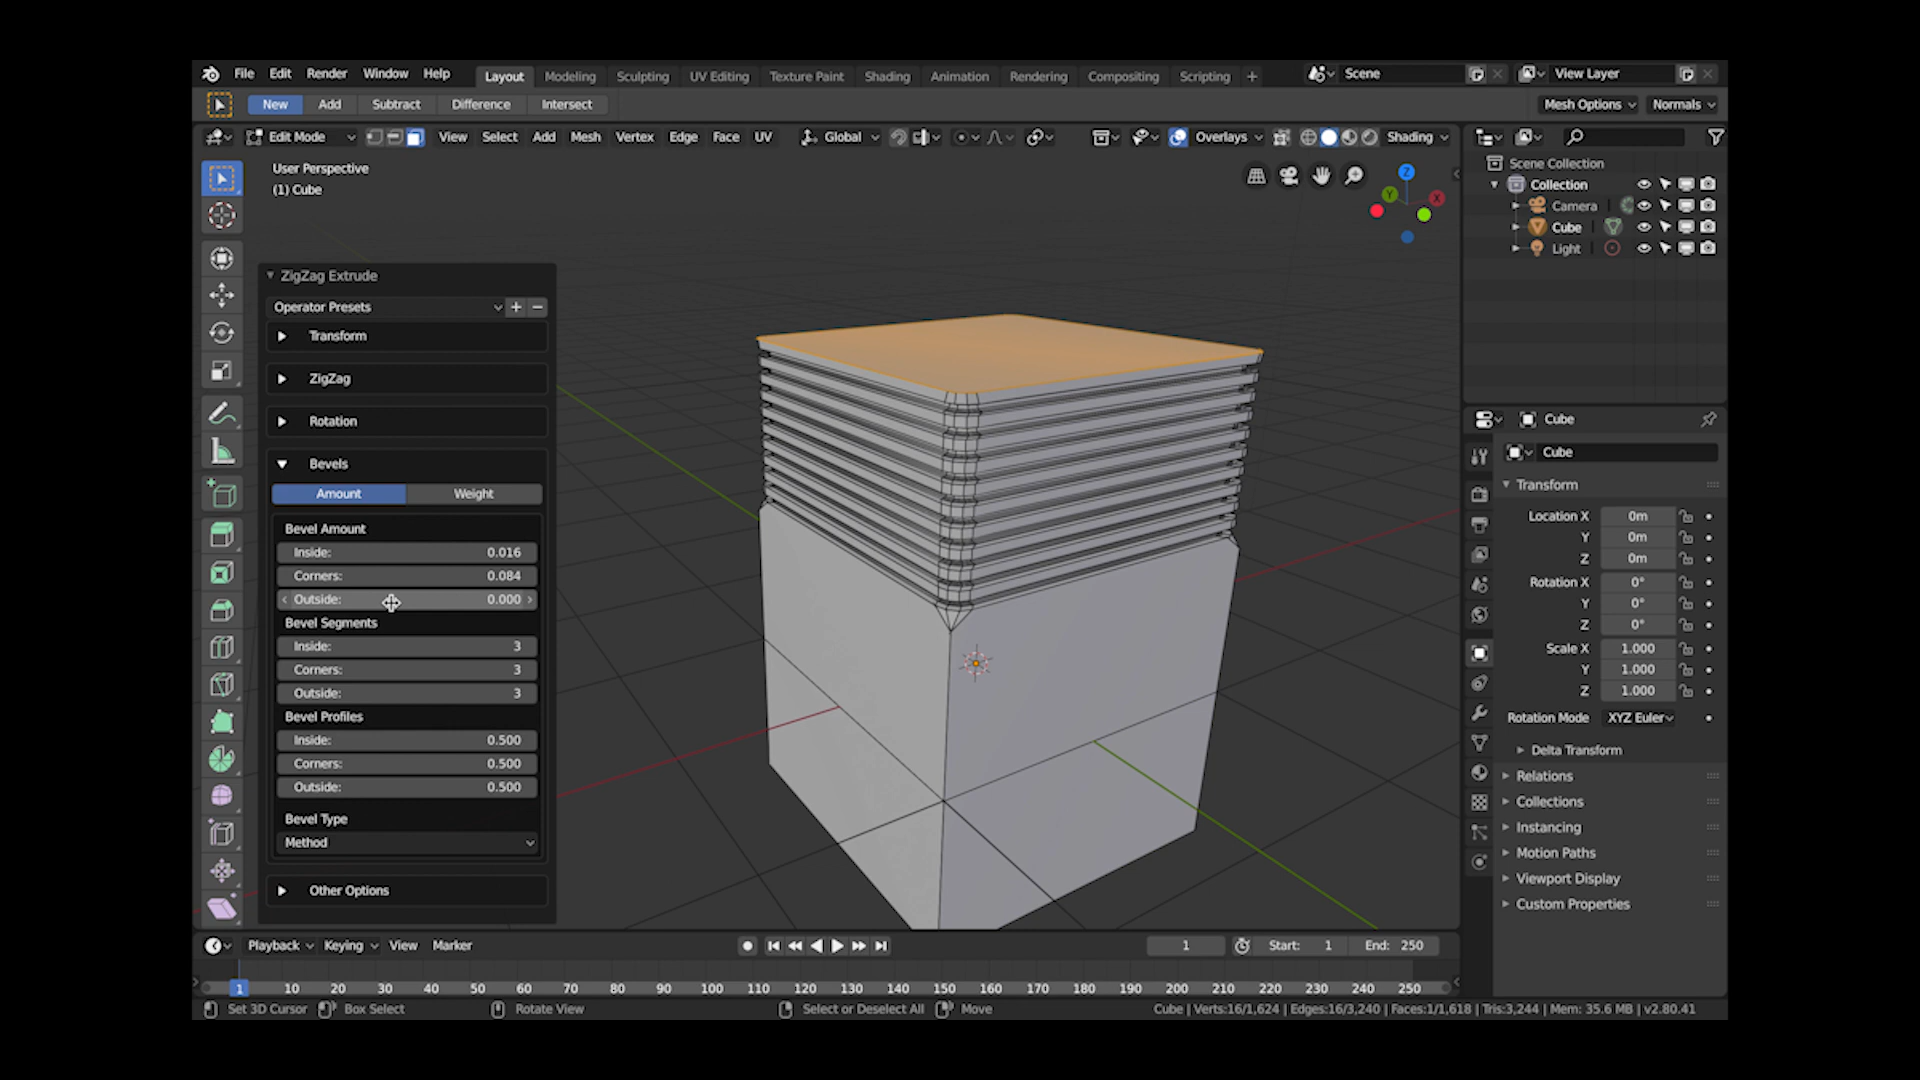 File Edit Render Window Help Layout Modeling Sculpting UV Editing Texture Paint Shading Animation Rendering Compositing Scripting + Scene View Layer
New Add Subtract Difference Intersect Mesh Options Normals
Edit Mode View Select Add Mesh Vertex Edge Face UV Global Overlays Shading
User Perspective
(1) Cube
Z
Y
X
ZigZag Extrude
Operator Presets
Transform
ZigZag
Rotation
Bevels
Amount Weight
Bevel Amount
Inside: 0.016
Corners: 0.084
Outside: 0.000
Bevel Segments
Inside: 3
Corners: 3
Outside: 3
Bevel Profiles
Inside: 0.500
Corners: 0.500
Outside: 0.500
Bevel Type
Method
Other Options
Scene Collection
Collection
Camera
Cube
Light
Cube
Cube
Transform
Location X 0m
Y 0m
Z 0m
Rotation X 0°
Y 0°
Z 0°
Scale X 1.000
Y 1.000
Z 1.000
Rotation Mode XYZ Euler
Delta Transform
Relations
Collections
Instancing
Motion Paths
Viewport Display
Custom Properties
Playback Keying View Marker 1 Start: 1 End: 250
1 10 20 30 40 50 60 70 80 90 100 110 120 130 140 150 160 170 180 190 200 210 220 230 240 250
Set 3D Cursor Box Select Rotate View Select or Deselect All Move Cube | Verts:16/1,624 | Edges:16/3,240 | Faces:1/1,618 | Tris:3,244 | Mem: 35.6 MB | v2.80.41